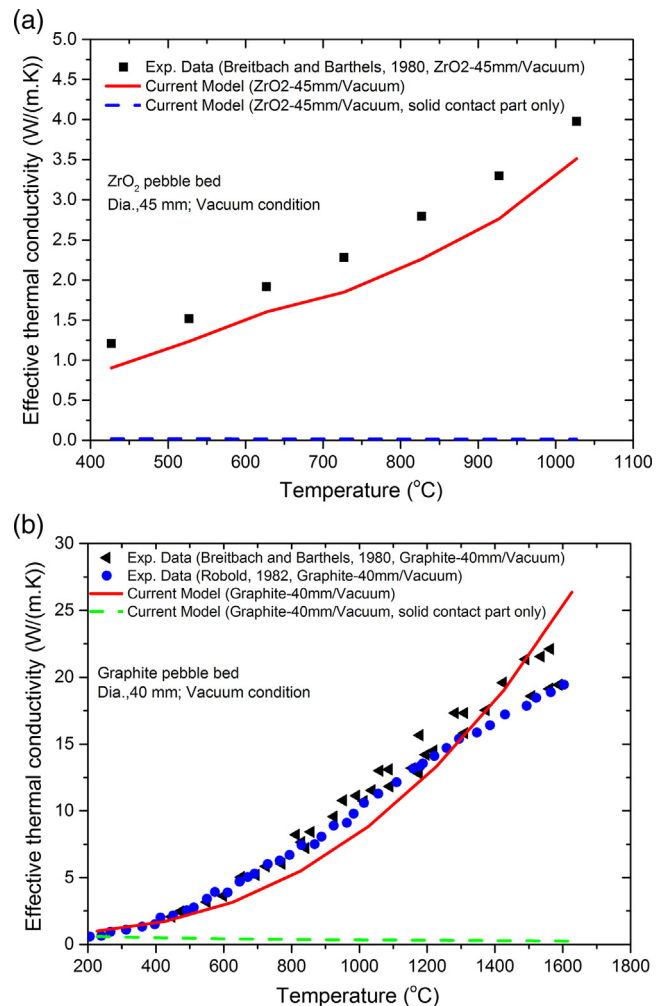 (a)
5.0
4.5
4.0
3.5
3.0
2.5
2.0
1.5
1.0
0.5
0.0
Effective thermal conductivity (W/(m.K))
Exp. Data (Breitbach and Barthels, 1980, ZrO2-45mm/Vacuum)
Current Model (ZrO2-45mm/Vacuum)
Current Model (ZrO2-45mm/Vacuum, solid contact part only)
ZrO₂ pebble bed
Dia.,45 mm; Vacuum condition
400 500 600 700 800 900 1000 1100
Temperature (°C)
(b)
30
25
20
15
10
5
0
Effective thermal conductivity (W/(m.K))
Exp. Data (Breitbach and Barthels, 1980, Graphite-40mm/Vacuum)
Exp. Data (Robold, 1982, Graphite-40mm/Vacuum)
Current Model (Graphite-40mm/Vacuum)
Current Model (Graphite-40mm/Vacuum, solid contact part only)
Graphite pebble bed
Dia.,40 mm; Vacuum condition
200 400 600 800 1000 1200 1400 1600 1800
Temperature (°C)